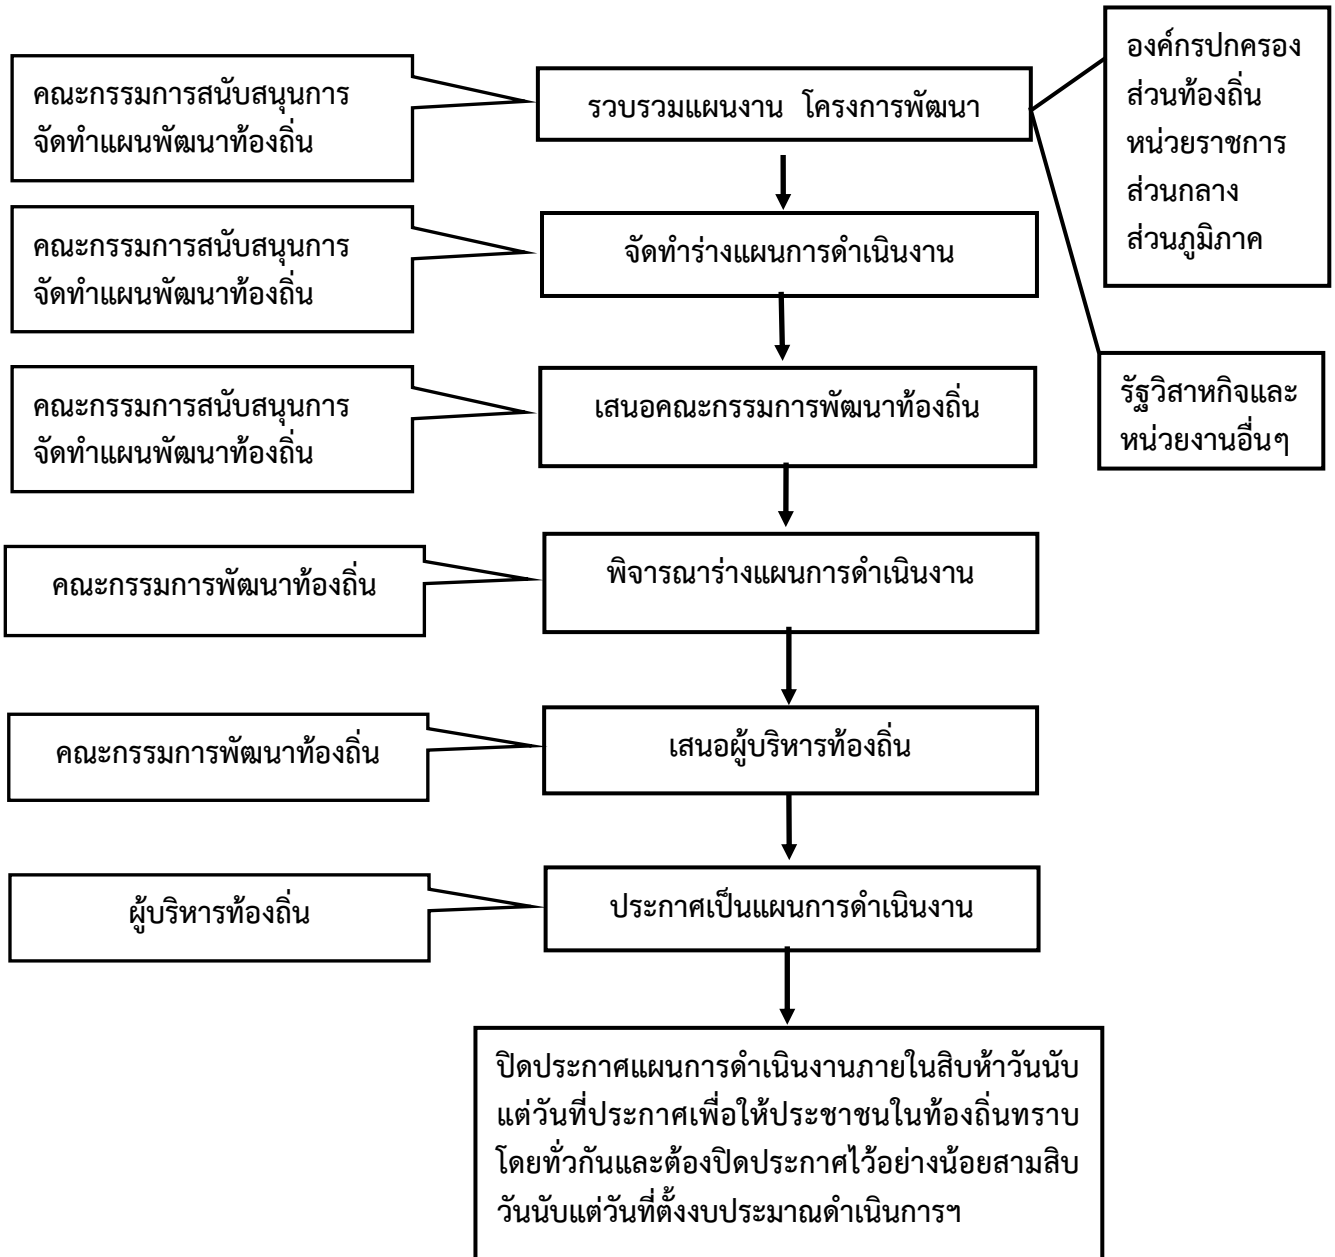 คณะกรรมการสนับสนุนการ
จัดทำแผนพัฒนาท้องถิ่น
รวบรวมแผนงาน โครงการพัฒนา
องค์กรปกครอง
ส่วนท้องถิ่น
หน่วยราชการ
ส่วนกลาง
ส่วนภูมิภาค
คณะกรรมการสนับสนุนการ
จัดทำแผนพัฒนาท้องถิ่น
จัดทำร่างแผนการดำเนินงาน
รัฐวิสาหกิจและ
หน่วยงานอื่นๆ
คณะกรรมการสนับสนุนการ
จัดทำแผนพัฒนาท้องถิ่น
เสนอคณะกรรมการพัฒนาท้องถิ่น
คณะกรรมการพัฒนาท้องถิ่น
พิจารณาร่างแผนการดำเนินงาน
คณะกรรมการพัฒนาท้องถิ่น
เสนอผู้บริหารท้องถิ่น
ผู้บริหารท้องถิ่น
ประกาศเป็นแผนการดำเนินงาน
ปิดประกาศแผนการดำเนินงานภายในสิบห้าวันนับ
แต่วันที่ประกาศเพื่อให้ประชาชนในท้องถิ่นทราบ
โดยทั่วกันและต้องปิดประกาศไว้อย่างน้อยสามสิบ
วันนับแต่วันที่ตั้งงบประมาณดำเนินการฯ